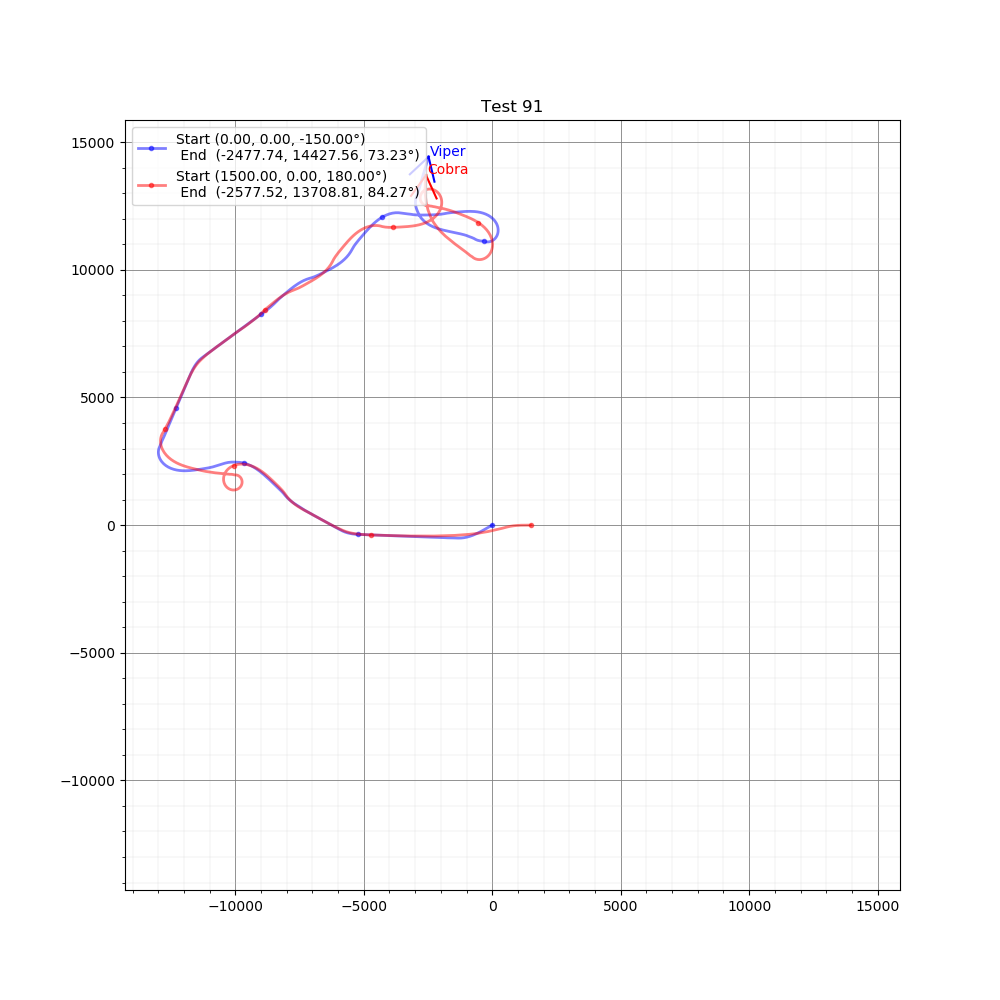 Test 91
Start (0.00, 0.00, -150.00°)
End (-2477.74, 14427.56, 73.23°)
Start (1500.00, 0.00, 180.00°)
End (-2577.52, 13708.81, 84.27°)
Viper
Cobra
15000
10000
5000
0
−5000
−10000
−10000
−5000
0
5000
10000
15000